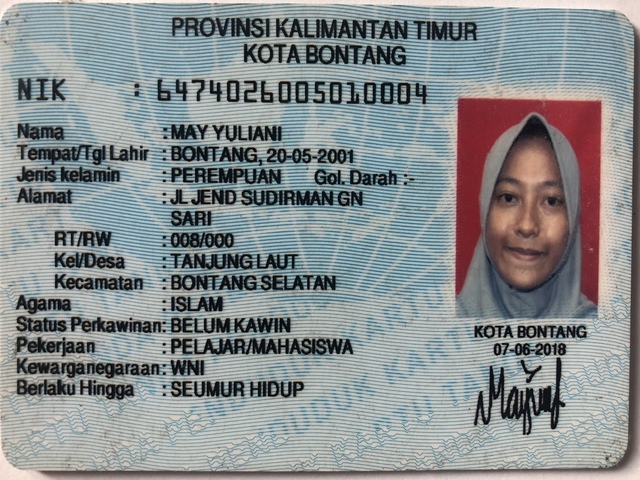 PROVINSI KALIMANTAN TIMUR
KOTA BONTANG
NIK : 6474026005010004
Nama : MAY YULIANI
Tempat/Tgl Lahir : BONTANG, 20-05-2001
Jenis kelamin : PEREMPUAN Gol. Darah :-
Alamat : JL JEND SUDIRMAN GN
SARI
RT/RW : 008/000
Kel/Desa : TANJUNG LAUT
Kecamatan : BONTANG SELATAN
Agama : ISLAM
Status Perkawinan: BELUM KAWIN
Pekerjaan : PELAJAR/MAHASISWA
Kewarganegaraan: WNI
Berlaku Hingga : SEUMUR HIDUP
KOTA BONTANG
07-06-2018